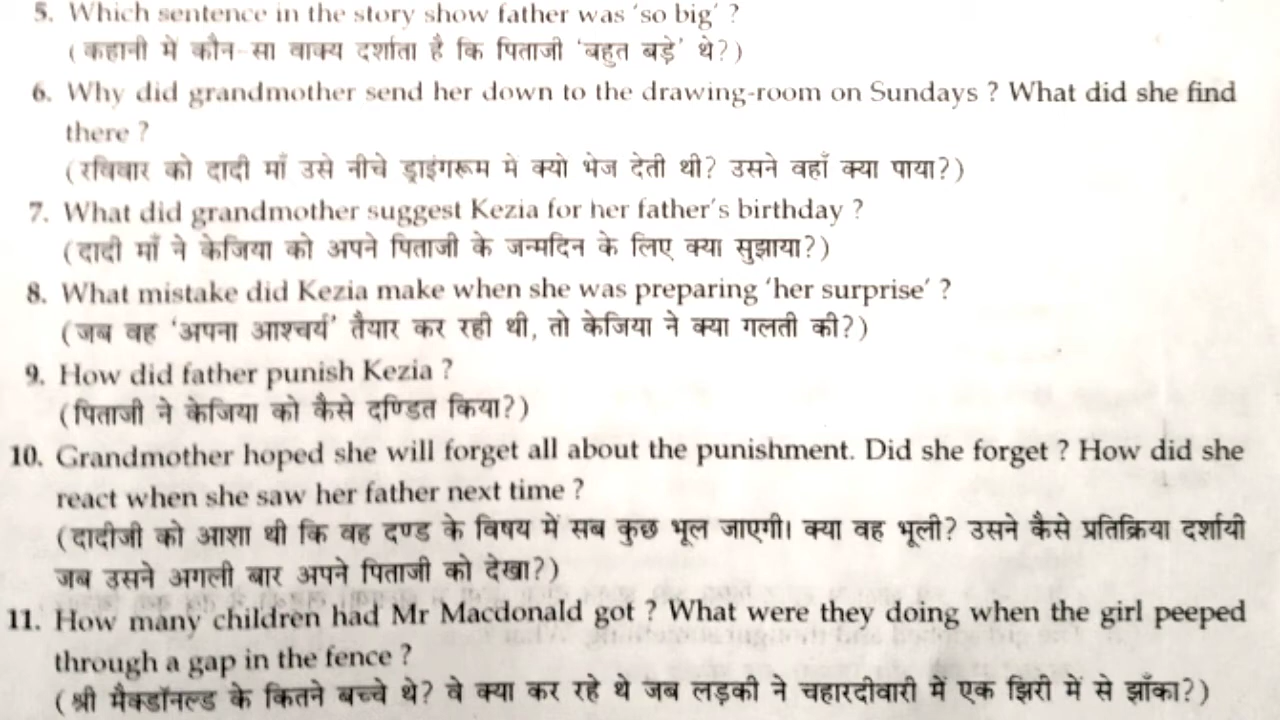 5. Which sentence in the story show father was 'so big' ?
( कहानी में कौन-सा वाक्य दर्शाता है कि पिताजी 'बहुत बड़े' थे?)
6. Why did grandmother send her down to the drawing-room on Sundays ? What did she find
there ?
(रविवार को दादी माँ उसे नीचे ड्राइंगरूम में क्यों भेज देती थी? उसने वहाँ क्या पाया?)
7. What did grandmother suggest Kezia for her father's birthday ?
(दादी माँ ने केजिया को अपने पिताजी के जन्मदिन के लिए क्या सुझाया?)
8. What mistake did Kezia make when she was preparing 'her surprise' ?
(जब वह 'अपना आश्चर्य' तैयार कर रही थी, तो केजिया ने क्या गलती की?)
9. How did father punish Kezia ?
(पिताजी ने केजिया को कैसे दण्डित किया?)
10. Grandmother hoped she will forget all about the punishment. Did she forget ? How did she
react when she saw her father next time ?
(दादीजी को आशा थी कि वह दण्ड के विषय में सब कुछ भूल जाएगी। क्या वह भूली? उसने कैसे प्रतिक्रिया दर्शायी
जब उसने अगली बार अपने पिताजी को देखा?)
11. How many children had Mr Macdonald got ? What were they doing when the girl peeped
through a gap in the fence ?
(श्री मैक्डॉनल्ड के कितने बच्चे थे? वे क्या कर रहे थे जब लड़की ने चहारदीवारी में एक झिरी में से झाँका?)